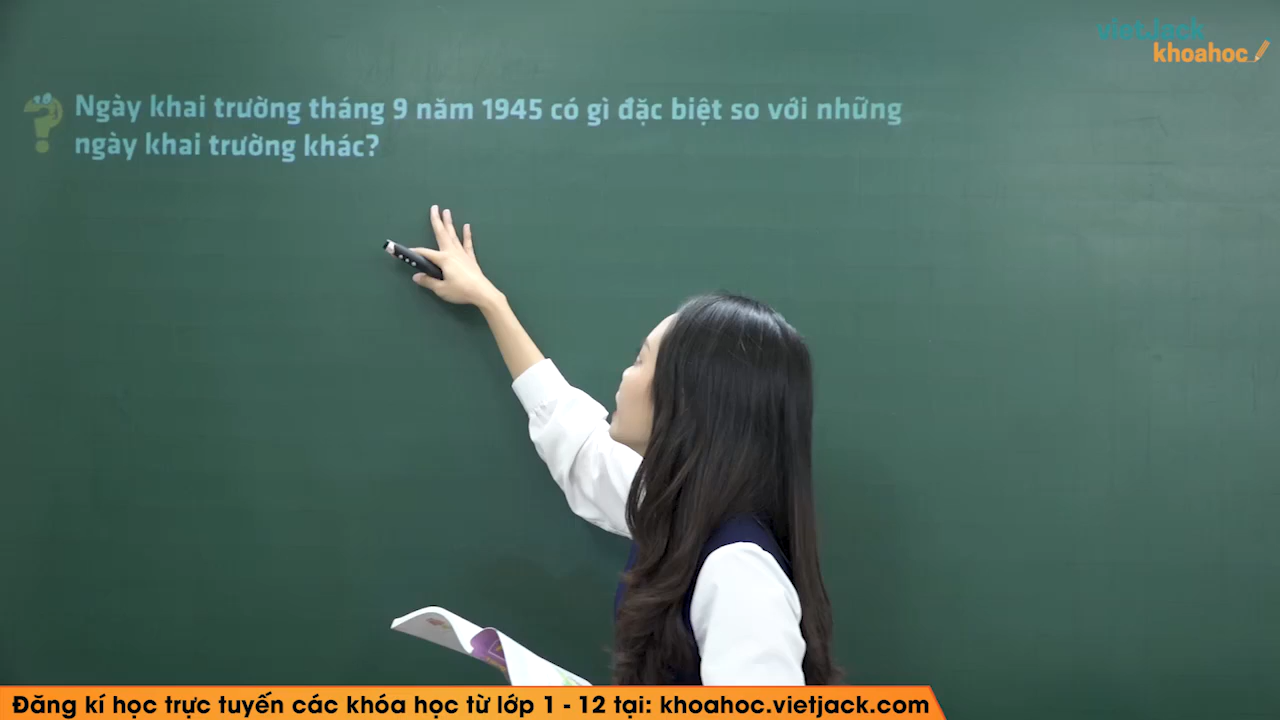 vietJack
khoahoc
Ngày khai trường tháng 9 năm 1945 có gì đặc biệt so với những
ngày khai trường khác?
Đăng kí học trực tuyến các khóa học từ lớp 1 - 12 tại: khoahoc.vietjack.com